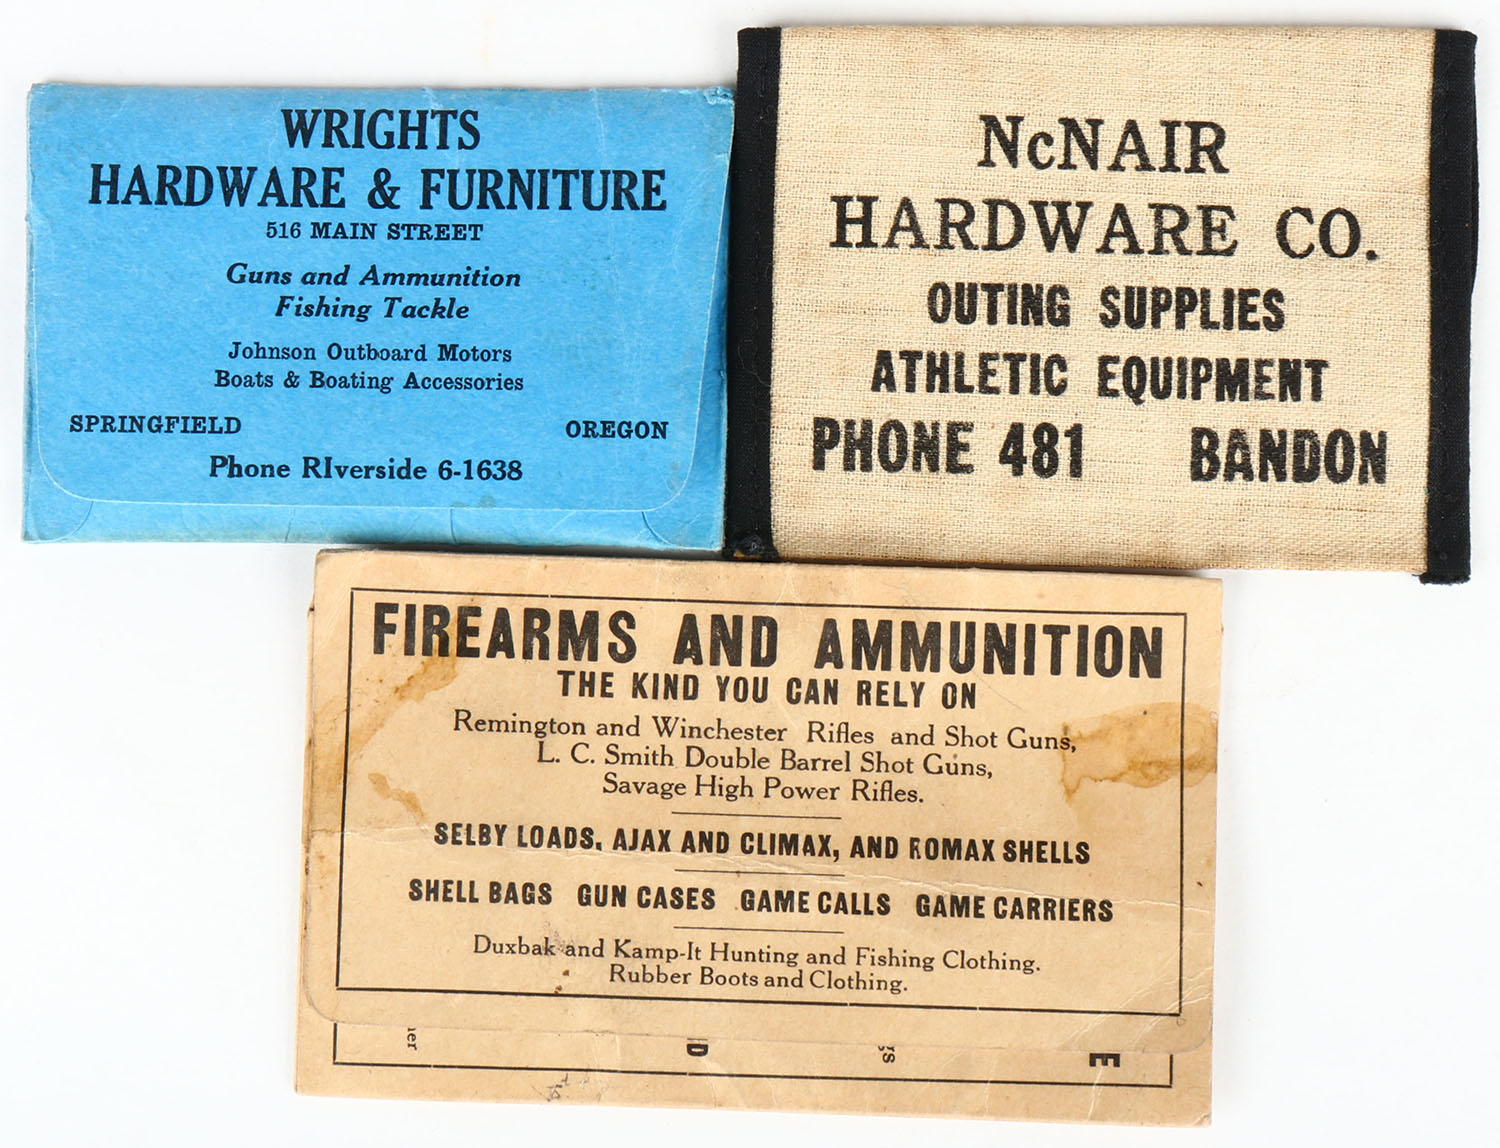 WRIGHTS
HARDWARE & FURNITURE
516 MAIN STREET
Guns and Ammunition
Fishing Tackle
Johnson Outboard Motors
Boats & Boating Accessories
SPRINGFIELD OREGON
Phone RIverside 6-1638
NcNAIR
HARDWARE CO.
OUTING SUPPLIES
ATHLETIC EQUIPMENT
PHONE 481 BANDON
FIREARMS AND AMMUNITION
THE KIND YOU CAN RELY ON
Remington and Winchester Rifles and Shot Guns,
L. C. Smith Double Barrel Shot Guns,
Savage High Power Rifles.
SELBY LOADS, AJAX AND CLIMAX, AND ROMAX SHELLS
SHELL BAGS GUN CASES GAME CALLS GAME CARRIERS
Duxbak and Kamp-It Hunting and Fishing Clothing.
Rubber Boots and Clothing.